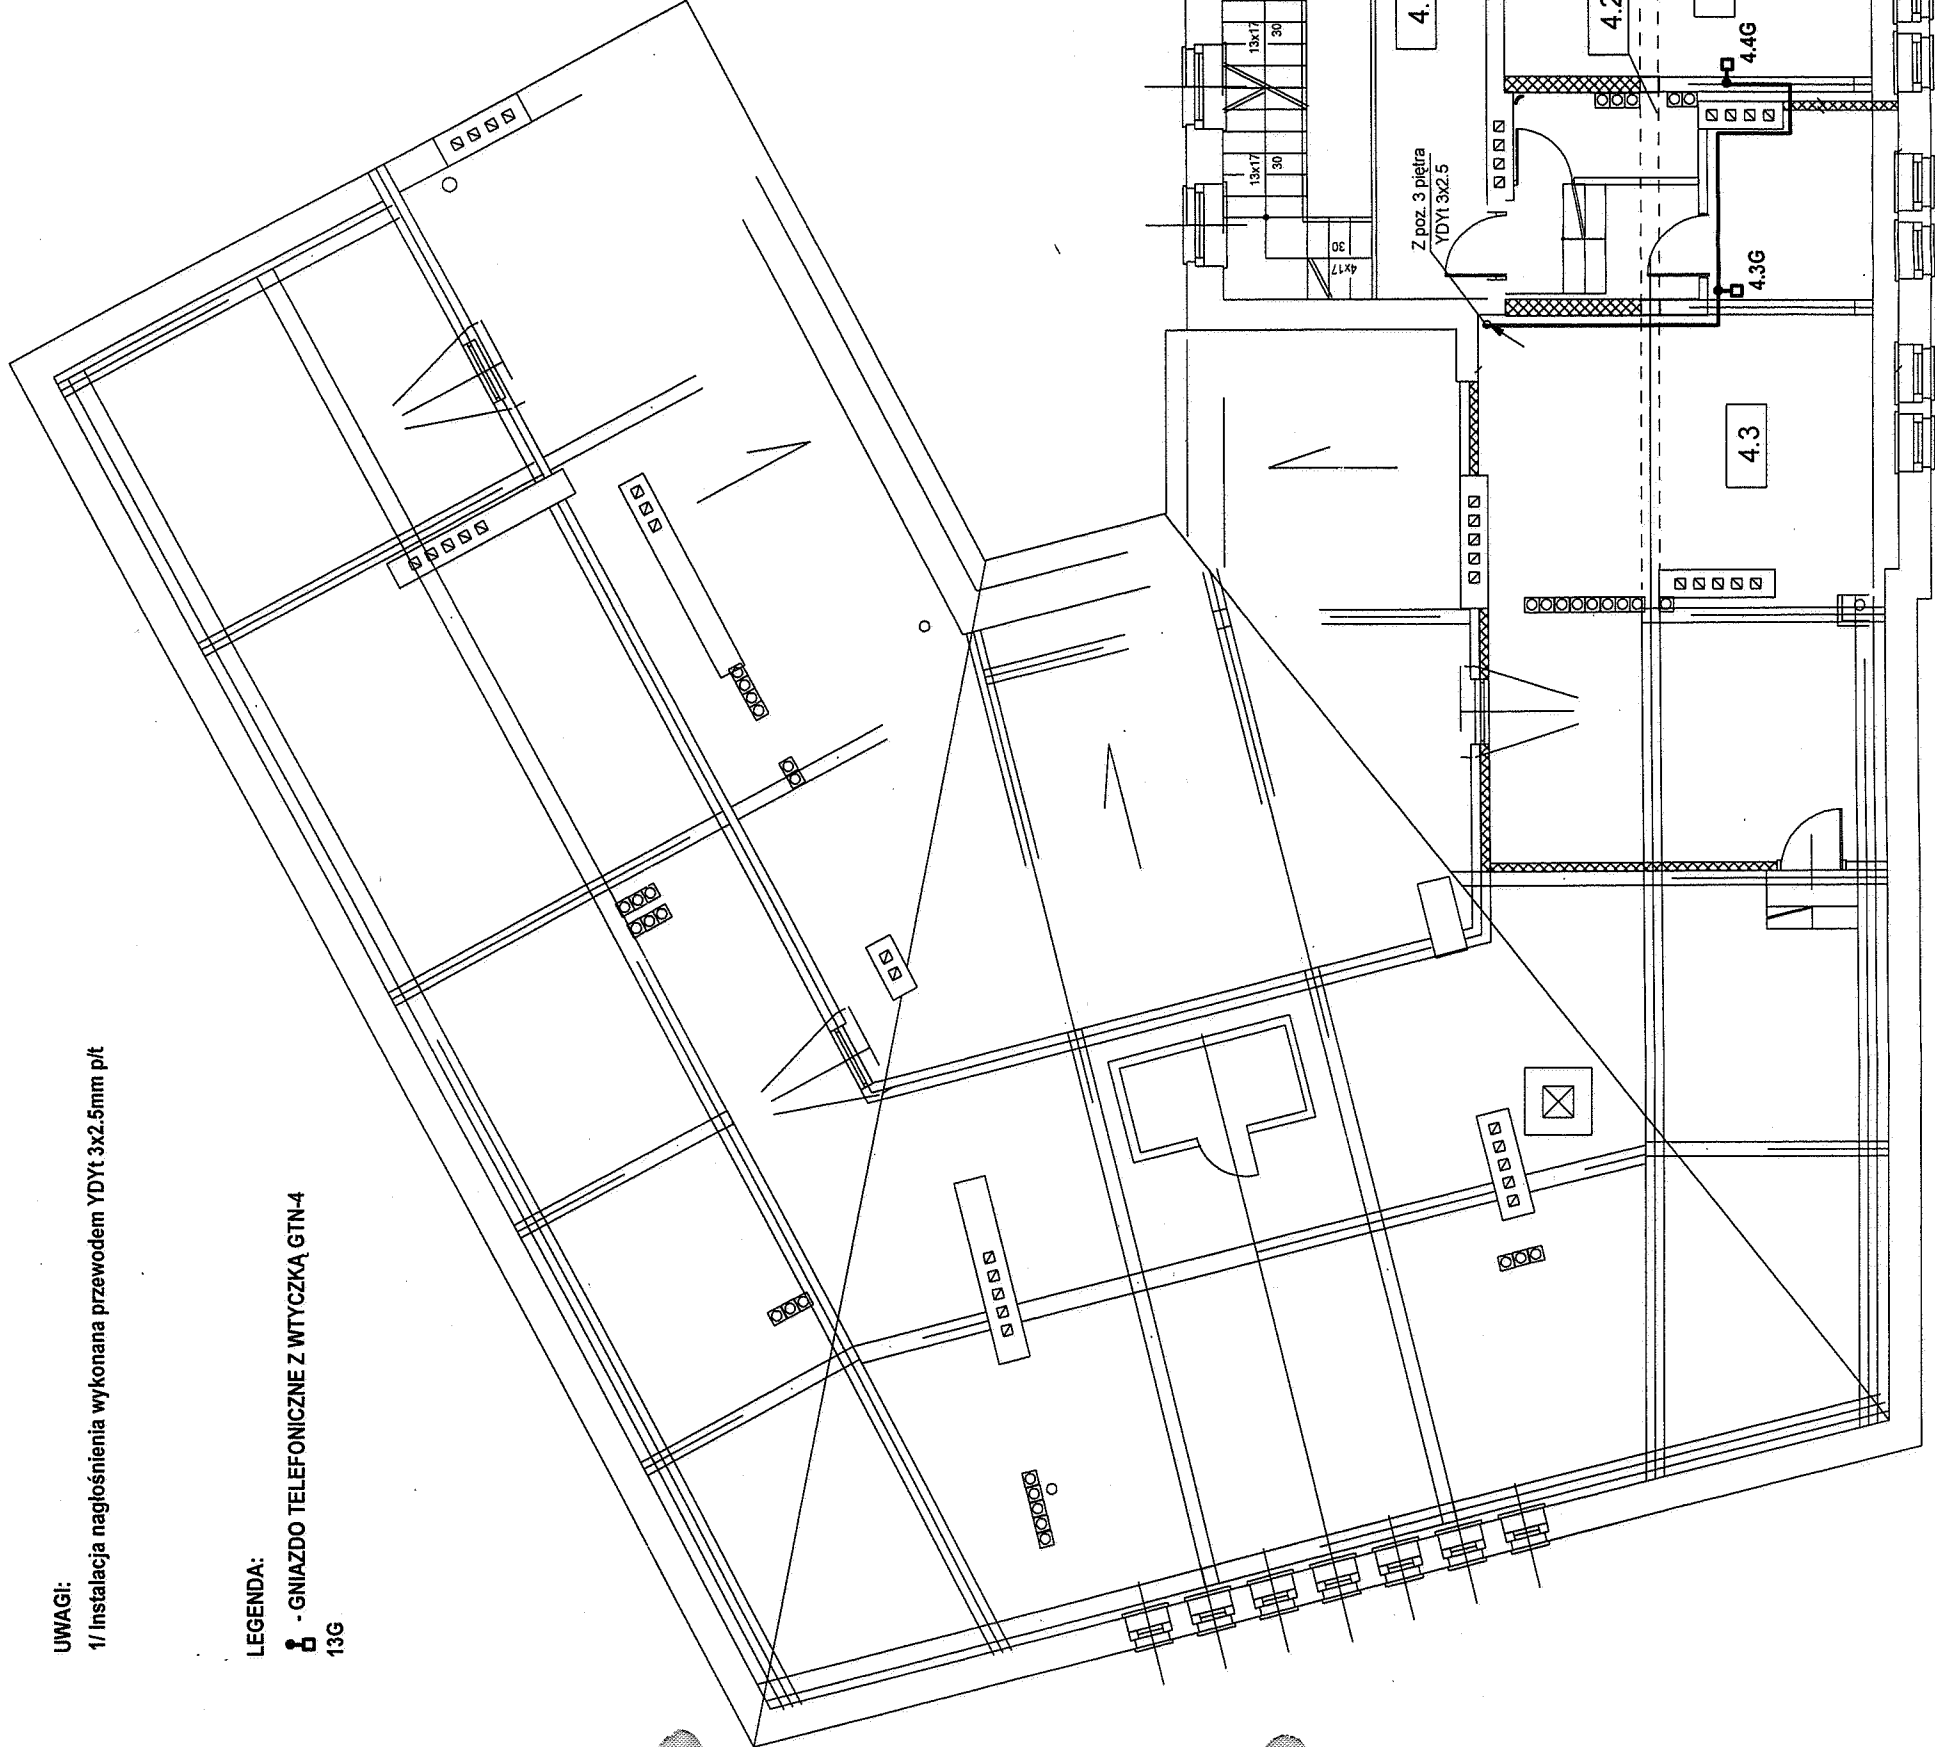 UWAGI:
1/ Instalacja nagłośnienia wykonana przewodem YDYt 3x2.5mm p/t
LEGENDA:
- GNIAZDO TELEFONICZNE Z WTYCZKĄ GTN-4
13G
Z poz. 3 piętra
YDYt 3x2.5
13x17
30
13x17
30
4x17
30
4.3G
4.4G
4.3